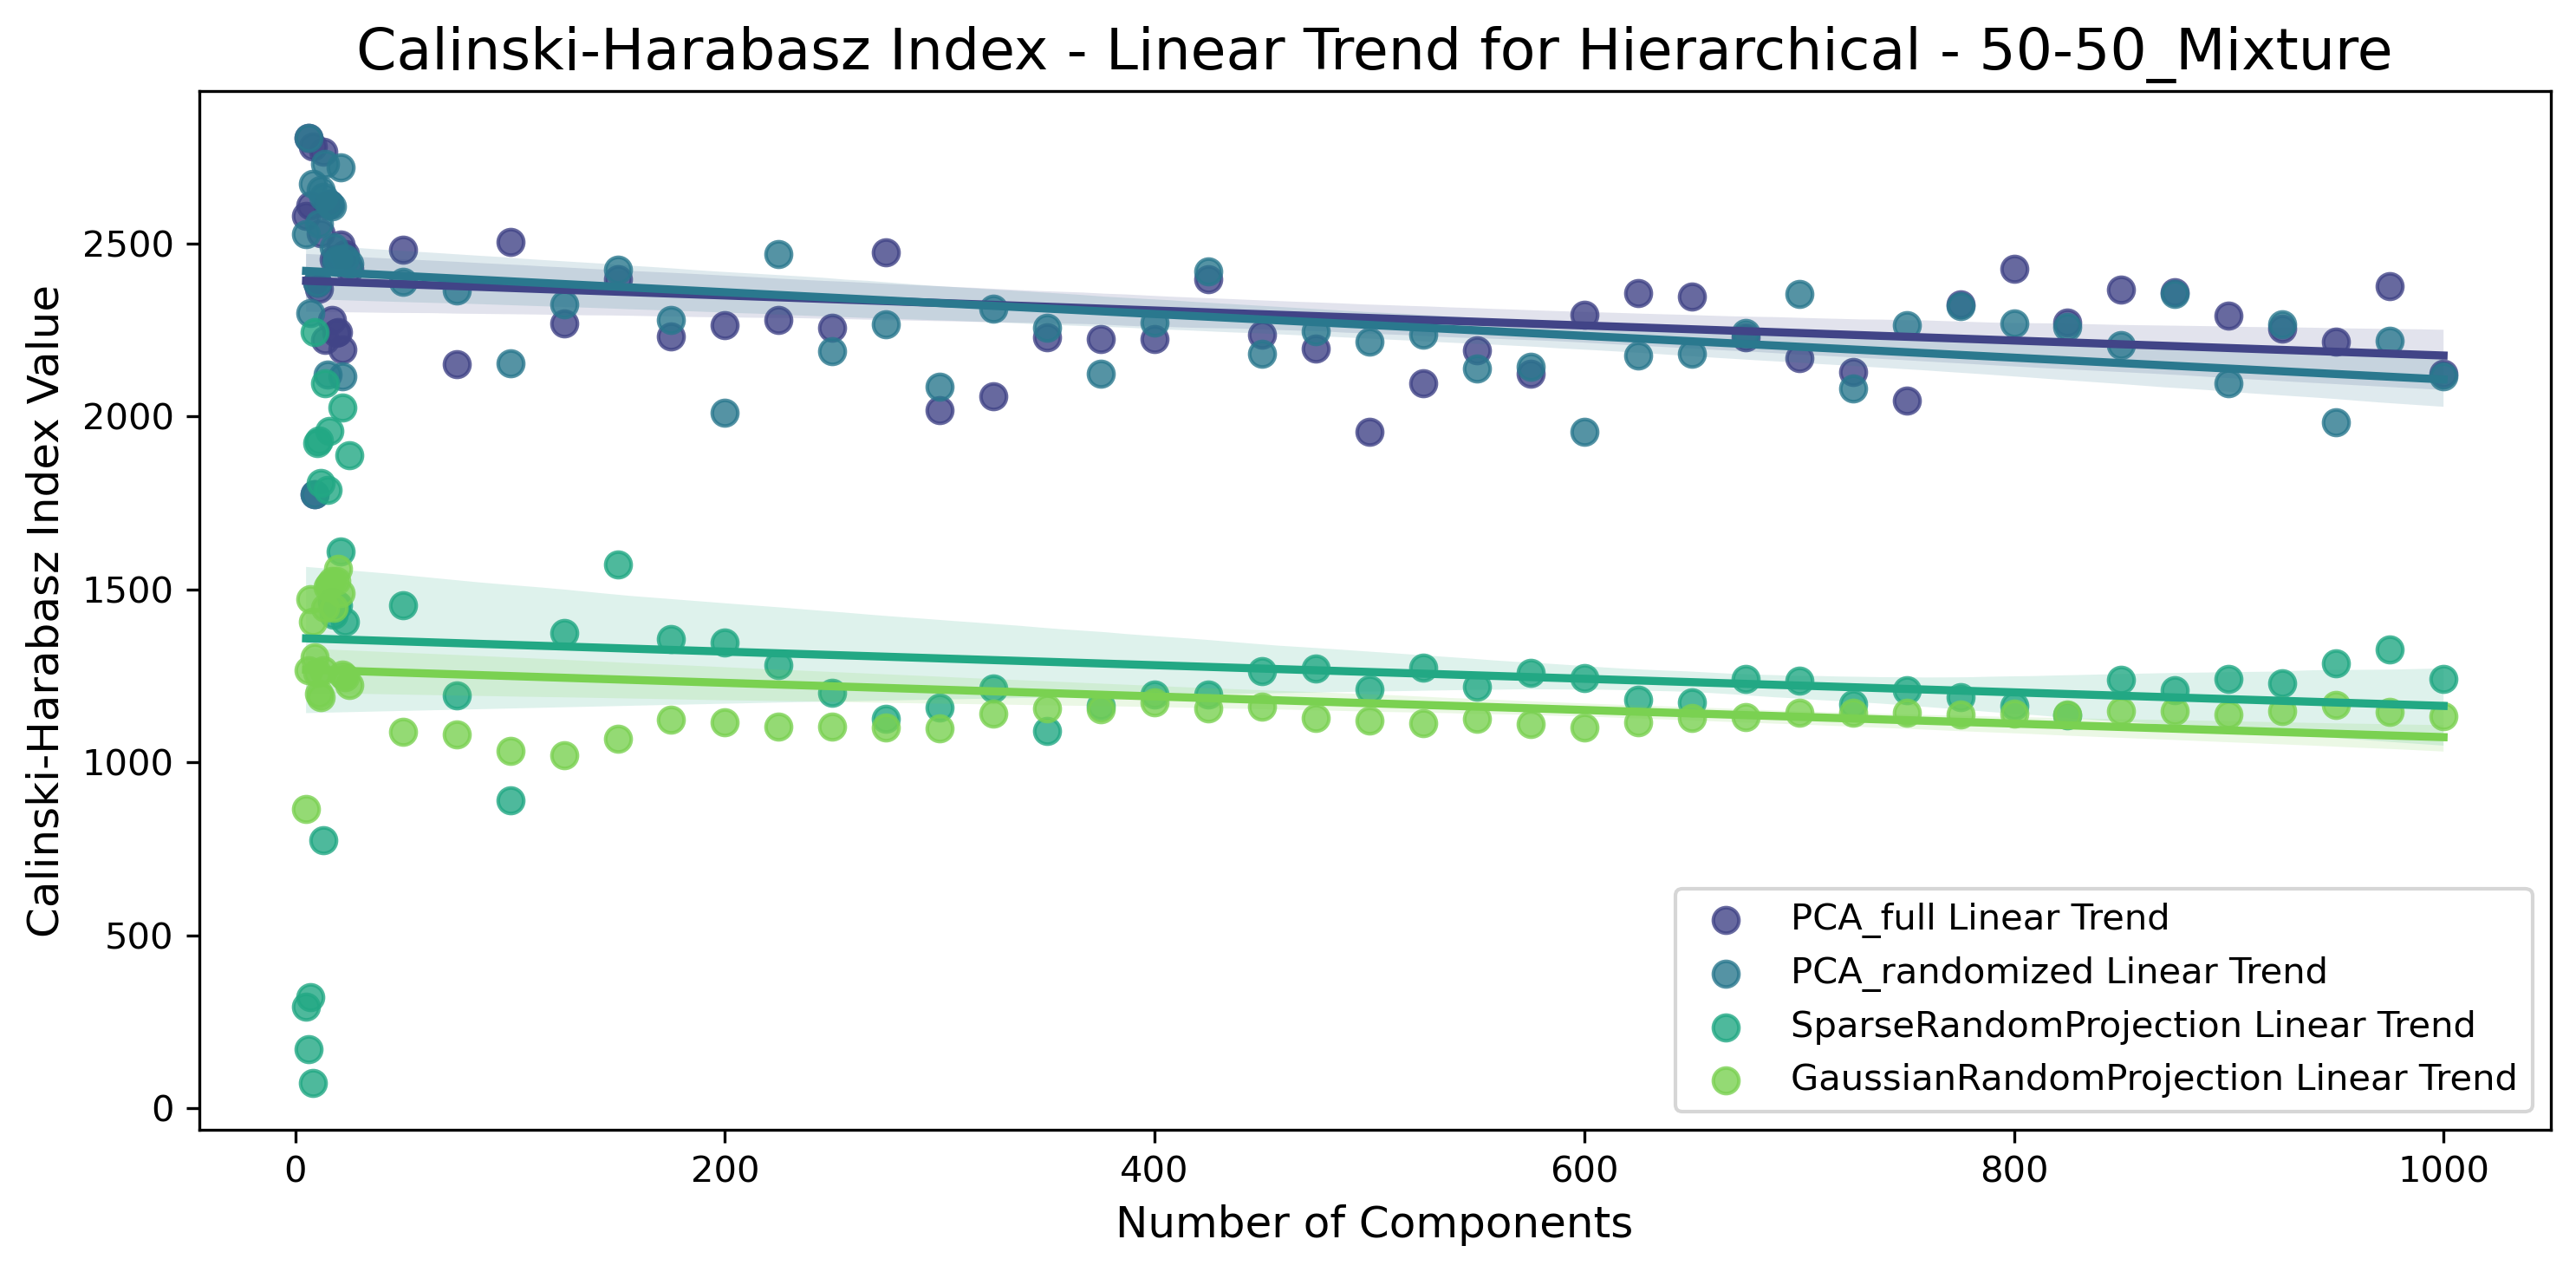 Calinski-Harabasz Index - Linear Trend for Hierarchical - 50-50_Mixture
Calinski-Harabasz Index Value
2500
2000
1500
1000
500
0
PCA_full Linear Trend
PCA_randomized Linear Trend
SparseRandomProjection Linear Trend
GaussianRandomProjection Linear Trend
0 200 400 600 800 1000
Number of Components